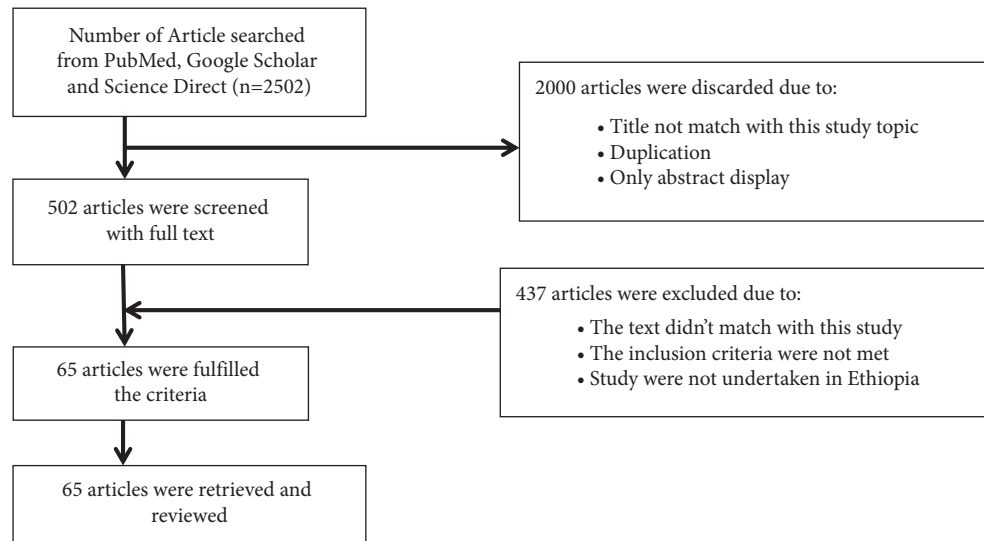 Number of Article searched
from PubMed, Google Scholar
and Science Direct (n=2502)
2000 articles were discarded due to:
• Title not match with this study topic
• Duplication
• Only abstract display
502 articles were screened
with full text
437 articles were excluded due to:
• The text didn't match with this study
• The inclusion criteria were not met
• Study were not undertaken in Ethiopia
65 articles were fulfilled
the criteria
65 articles were retrieved and
reviewed